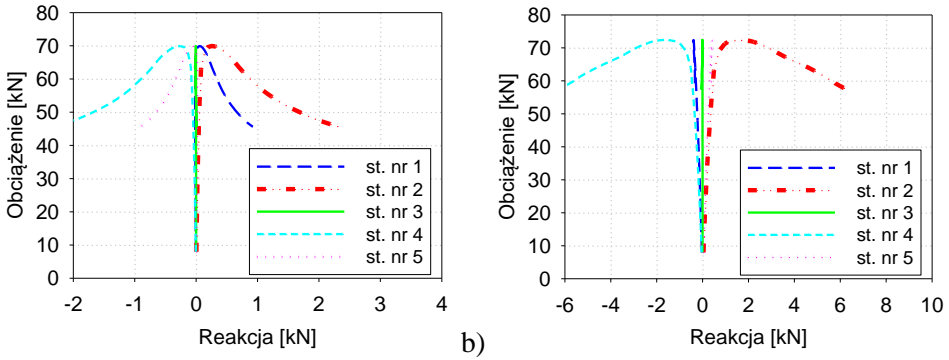 80
70
60
50
40
30
20
10
0
-2 -1 0 1 2 3 4
Obciążenie [kN]
Reakcja [kN]
st. nr 1
st. nr 2
st. nr 3
st. nr 4
st. nr 5
b)
80
70
60
50
40
30
20
10
0
-6 -4 -2 0 2 4 6 8 10
Obciążenie [kN]
Reakcja [kN]
st. nr 1
st. nr 2
st. nr 3
st. nr 4
st. nr 5